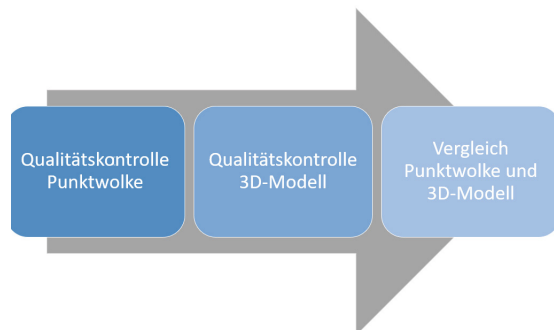 Qualitätskontrolle
Punktwolke
Qualitätskontrolle
3D-Modell
Vergleich
Punktwolke und
3D-Modell